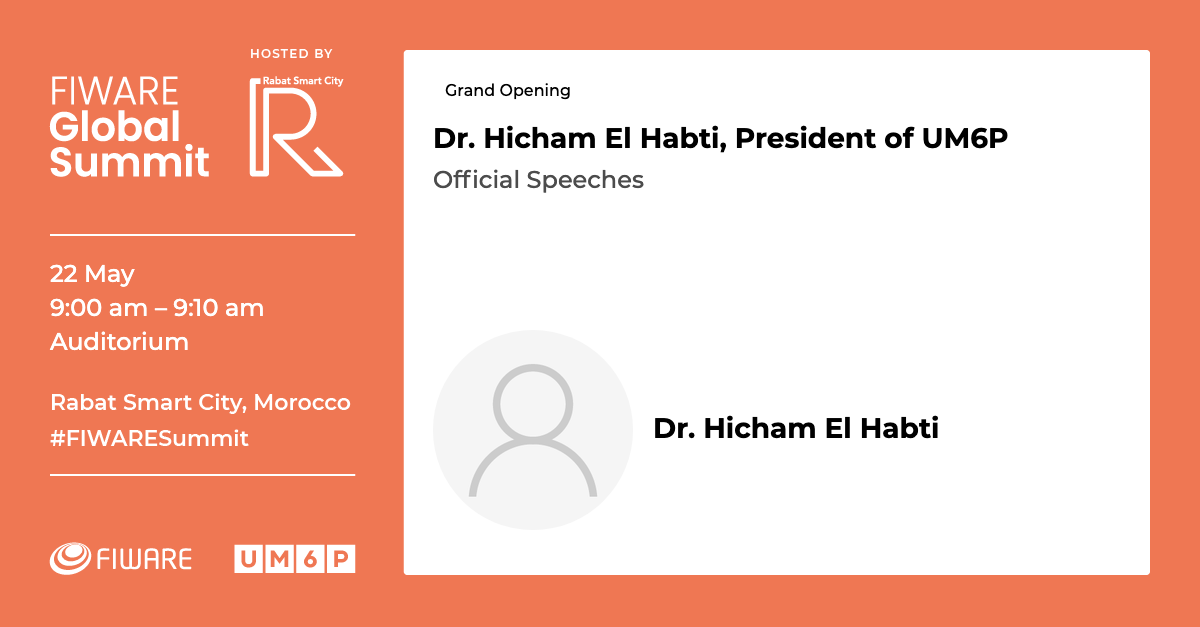 HOSTED BY
FIWARE
Global
Summit
Rabat Smart City
R
22 May
9:00 am – 9:10 am
Auditorium
Rabat Smart City, Morocco
#FIWARESummit
FIWARE
UM6P
Grand Opening
Dr. Hicham El Habti, President of UM6P
Official Speeches
Dr. Hicham El Habti